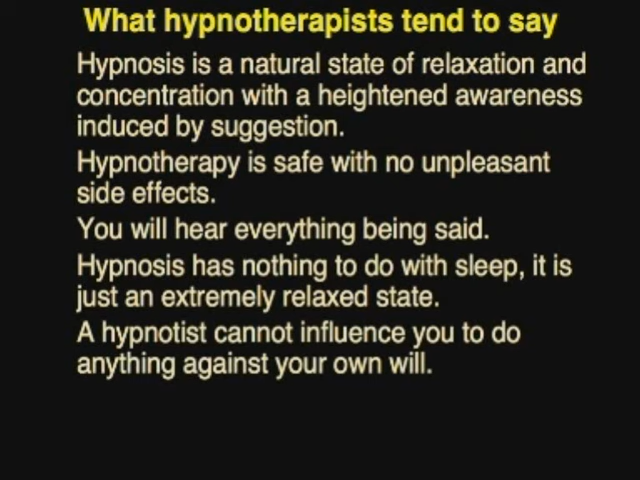 What hypnotherapists tend to say
Hypnosis is a natural state of relaxation and
concentration with a heightened awareness
induced by suggestion.
Hypnotherapy is safe with no unpleasant
side effects.
You will hear everything being said.
Hypnosis has nothing to do with sleep, it is
just an extremely relaxed state.
A hypnotist cannot influence you to do
anything against your own will.